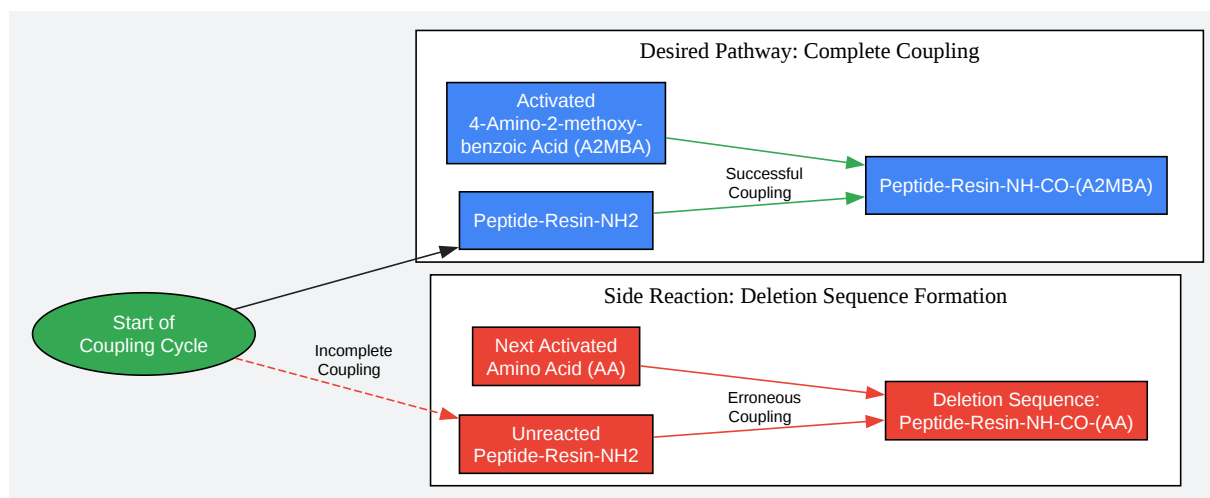 Desired Pathway: Complete Coupling
Activated
4-Amino-2-methoxy-
benzoic Acid (A2MBA)
Successful
Coupling
Peptide-Resin-NH-CO-(A2MBA)
Peptide-Resin-NH2
Side Reaction: Deletion Sequence Formation
Start of
Coupling Cycle
Incomplete
Coupling
Next Activated
Amino Acid (AA)
Erroneous
Coupling
Deletion Sequence:
Peptide-Resin-NH-CO-(AA)
Unreacted
Peptide-Resin-NH2